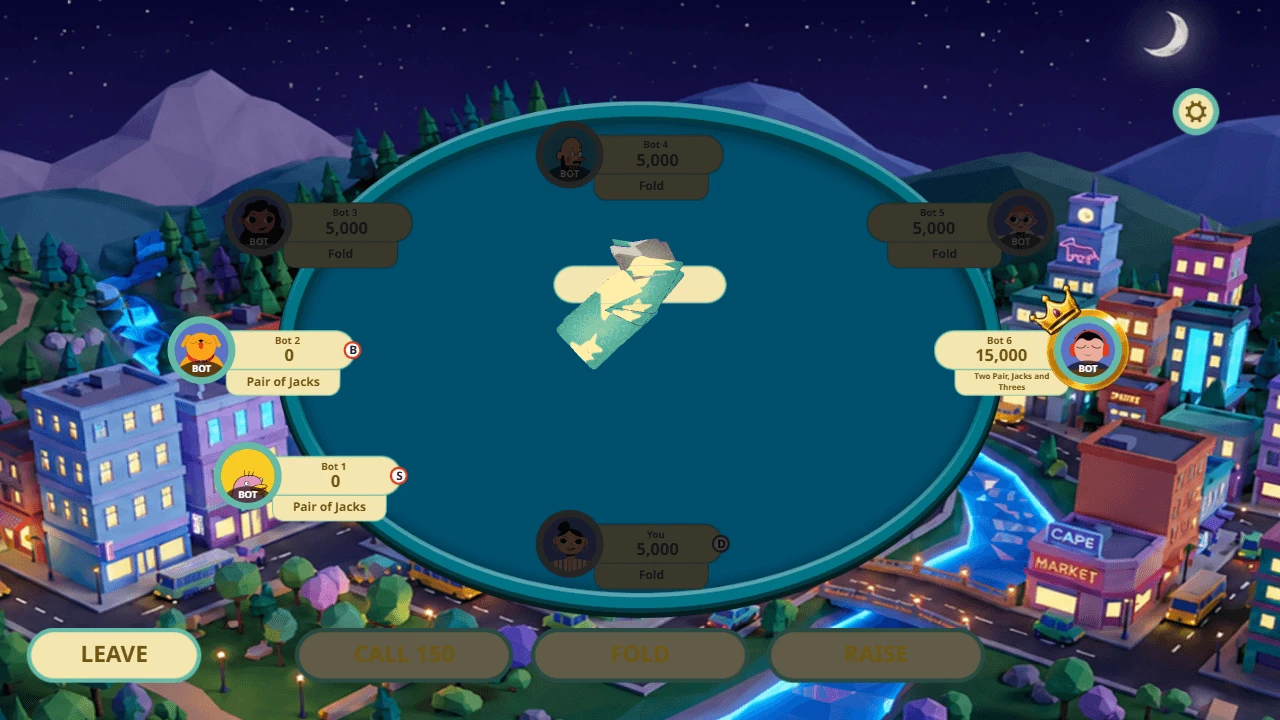 Bot 4
5,000
BOT
Fold
Bot 3
5,000
BOT
Fold
Bot 5
5,000
BOT
Fold
Bot 2
0
B
BOT
Pair of Jacks
Bot 6
15,000
BOT
Two Pair, Jacks and
Threes
Bot 1
0
S
BOT
Pair of Jacks
You
5,000
D
Fold
CAPE
MARKET
LEAVE
CALL 150
FOLD
RAISE